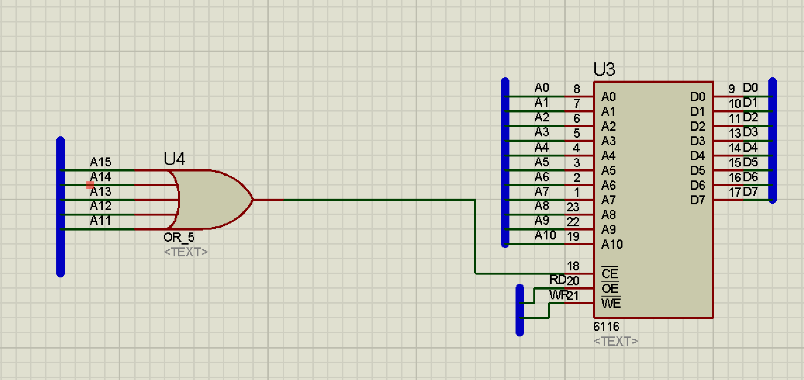 U4
A15
A14
A13
A12
A11
OR_5
<TEXT>
U3
A0 8 A0
A1 7 A1
A2 6 A2
A3 5 A3
A4 4 A4
A5 3 A5
A6 2 A6
A7 1 A7
A8 23 A8
A9 22 A9
A10 19 A10
18 CE
RD 20 OE
WR 21 WE
D0 9 D0
D1 10 D1
D2 11 D2
D3 13 D3
D4 14 D4
D5 15 D5
D6 16 D6
D7 17 D7
6116
<TEXT>